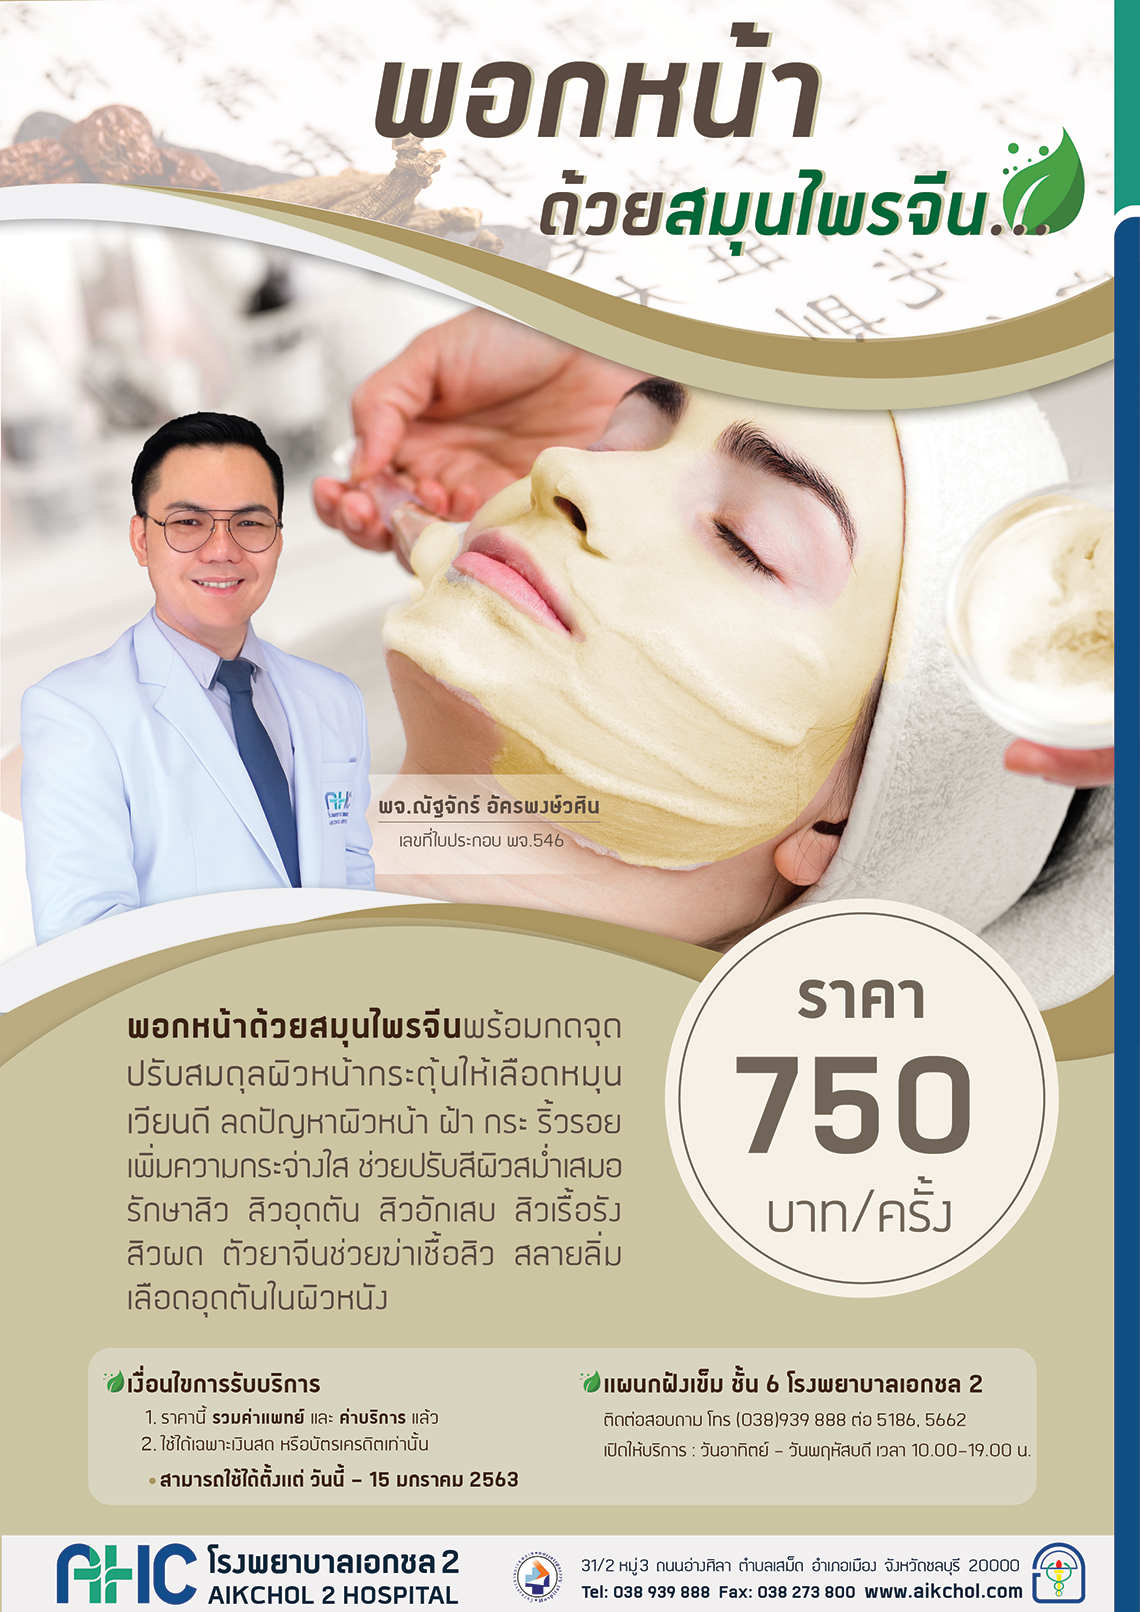 พอกหน้า
ด้วยสมุนไพรจีน...
AHC
พจ.ณัฐจักร์ อัครพงษ์วศิน
เลขที่ใบประกอบ พจ.546
ราคา
750
บาท/ครั้ง
พอกหน้าด้วยสมุนไพรจีนพร้อมกดจุด
ปรับสมดุลผิวหน้ากระตุ้นให้เลือดหมุน
เวียนดี ลดปัญหาผิวหน้า ฝ้า กระ ริ้วรอย
เพิ่มความกระจ่างใส ช่วยปรับสีผิวสม่ำเสมอ
รักษาสิว สิวอุดตัน สิวอักเสบ สิวเรื้อรัง
สิวผด ตัวยาจีนช่วยฆ่าเชื้อสิว สลายลิ่ม
เลือดอุดตันในผิวหนัง
เงื่อนไขการรับบริการ
1. ราคานี้ รวมค่าแพทย์ และ ค่าบริการ แล้ว
2. ใช้ได้เฉพาะเงินสด หรือบัตรเครดิตเท่านั้น
• สามารถใช้ได้ตั้งแต่ วันนี้ – 15 มกราคม 2563
แผนกฝังเข็ม ชั้น 6 โรงพยาบาลเอกชล 2
ติดต่อสอบถาม โทร (038)939 888 ต่อ 5186, 5662
เปิดให้บริการ : วันอาทิตย์ – วันพฤหัสบดี เวลา 10.00-19.00 น.
AHC โรงพยาบาลเอกชล 2
AIKCHOL 2 HOSPITAL
31/2 หมู่3 ถนนอ่างศิลา ตำบลเสม็ด อำเภอเมือง จังหวัดชลบุรี 20000
Tel: 038 939 888 Fax: 038 273 800 www.aikchol.com